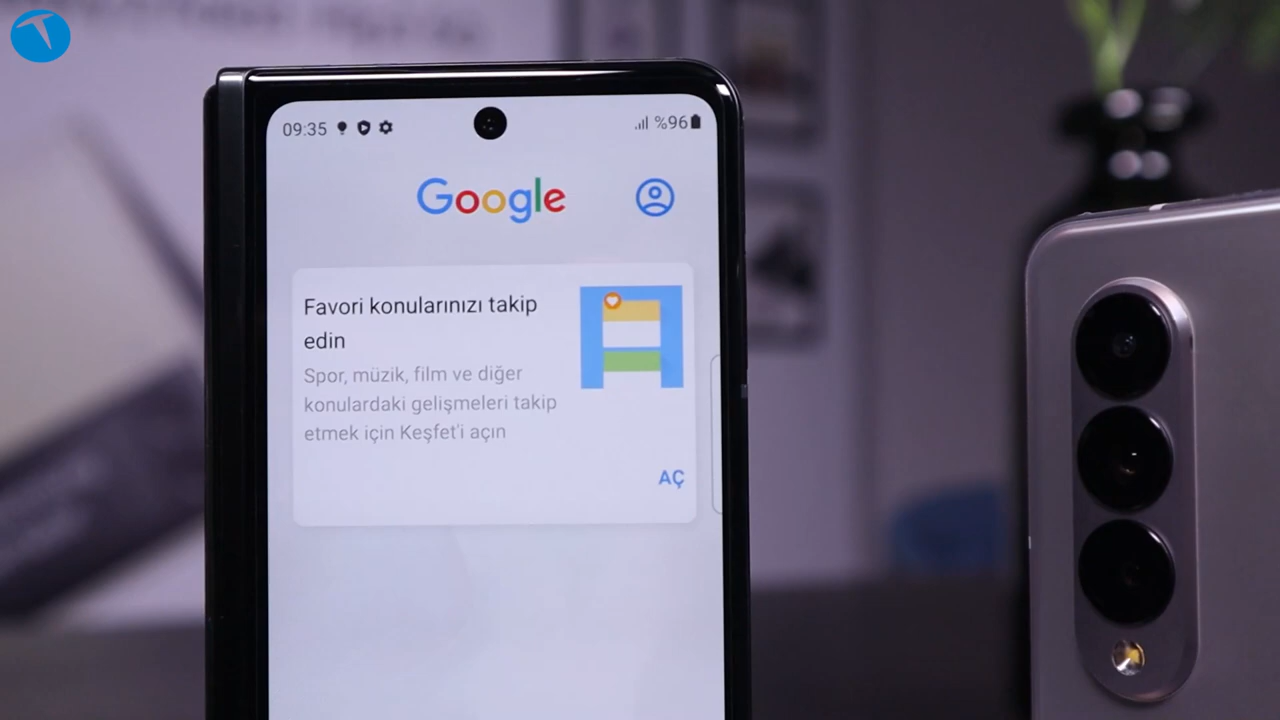 09:35
%96
Google
Favori konularınızı takip
edin
Spor, müzik, film ve diğer
konulardaki gelişmeleri takip
etmek için Keşfet'i açın
AÇ